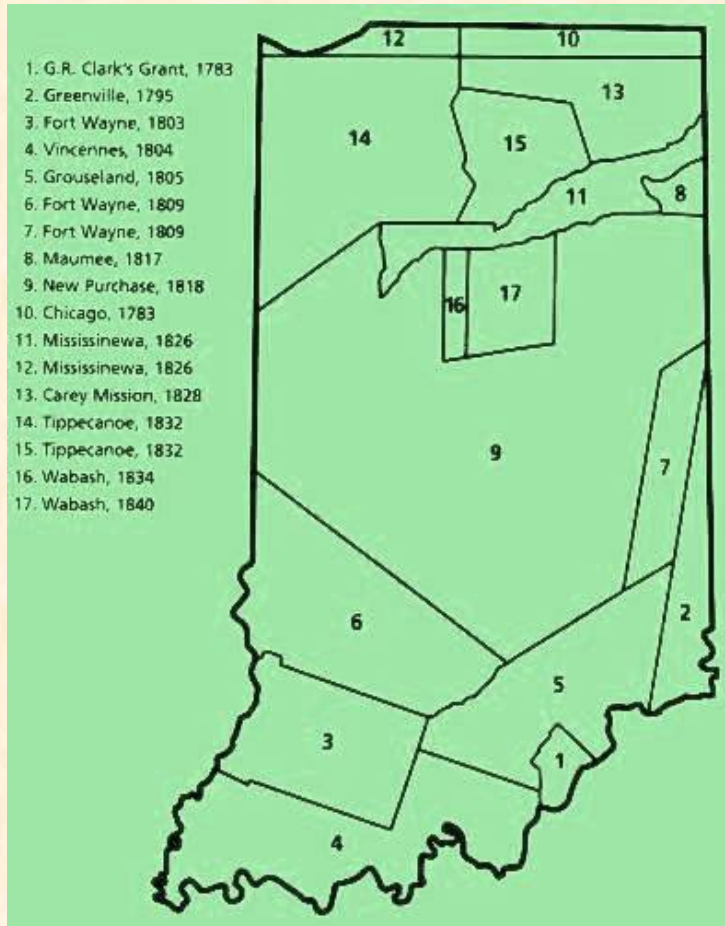 1. G.R. Clark's Grant, 1783
2. Greenville, 1795
3. Fort Wayne, 1803
4. Vincennes, 1804
5. Grouseland, 1805
6. Fort Wayne, 1809
7. Fort Wayne, 1809
8. Maumee, 1817
9. New Purchase, 1818
10. Chicago, 1783
11. Mississinewa, 1826
12. Mississinewa, 1826
13. Carey Mission, 1828
14. Tippecanoe, 1832
15. Tippecanoe, 1832
16. Wabash, 1834
17. Wabash, 1840
12
10
13
14
15
11
8
16
17
9
7
6
2
5
3
1
4